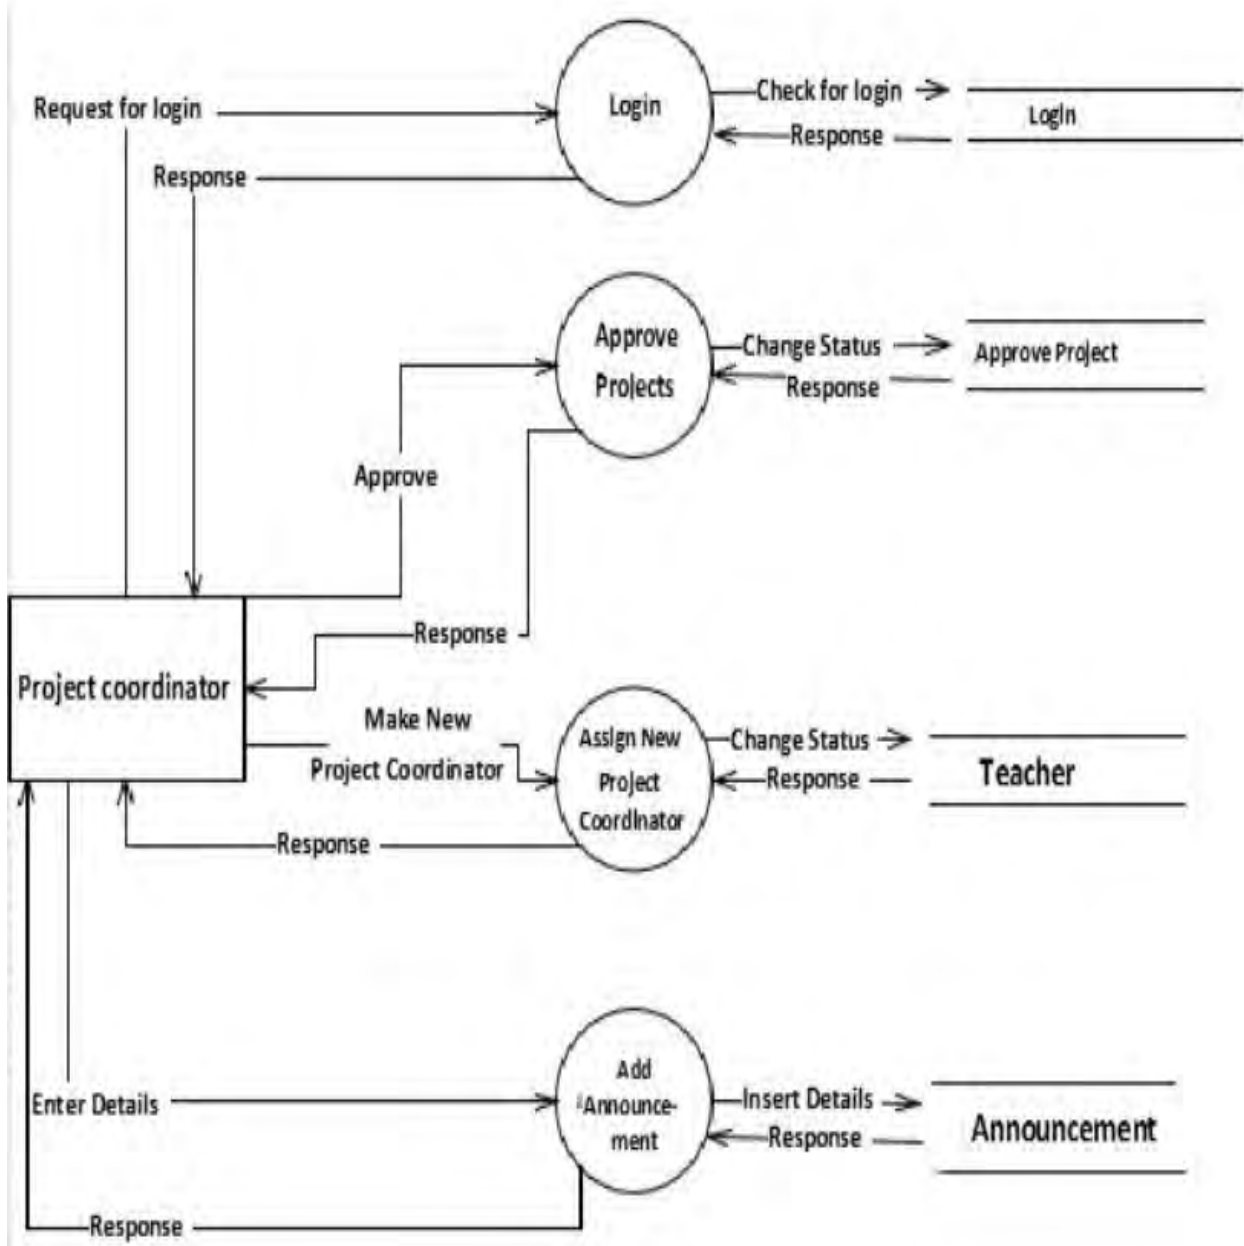 Login
Check for login
LogIn
Request for login
Response
Response
Approve
Projects
Change Status
Approve Project
Response
Approve
Response
Project coordinator
Make New
Project Coordinator
Assign New
Project
Coordinator
Change Status
Teacher
Response
Response
Add
Announce-
ment
Enter Details
Insert Details
Announcement
Response
Response